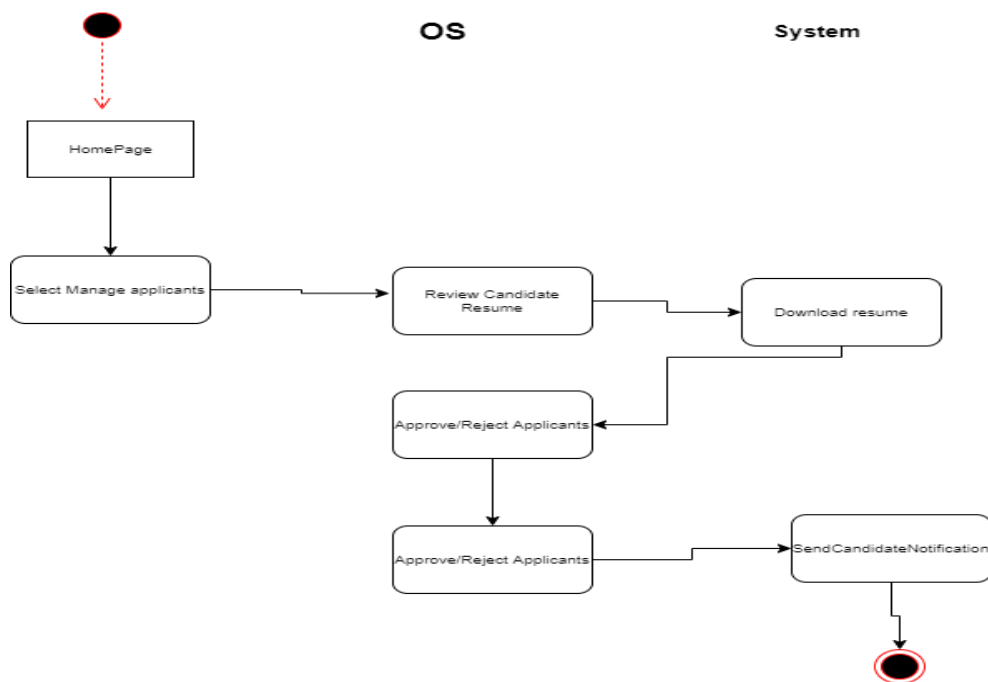 OS
System
HomePage
Select Manage applicants
Review Candidate
Resume
Download resume
Approve/Reject Applicants
Approve/Reject Applicants
SendCandidateNotification